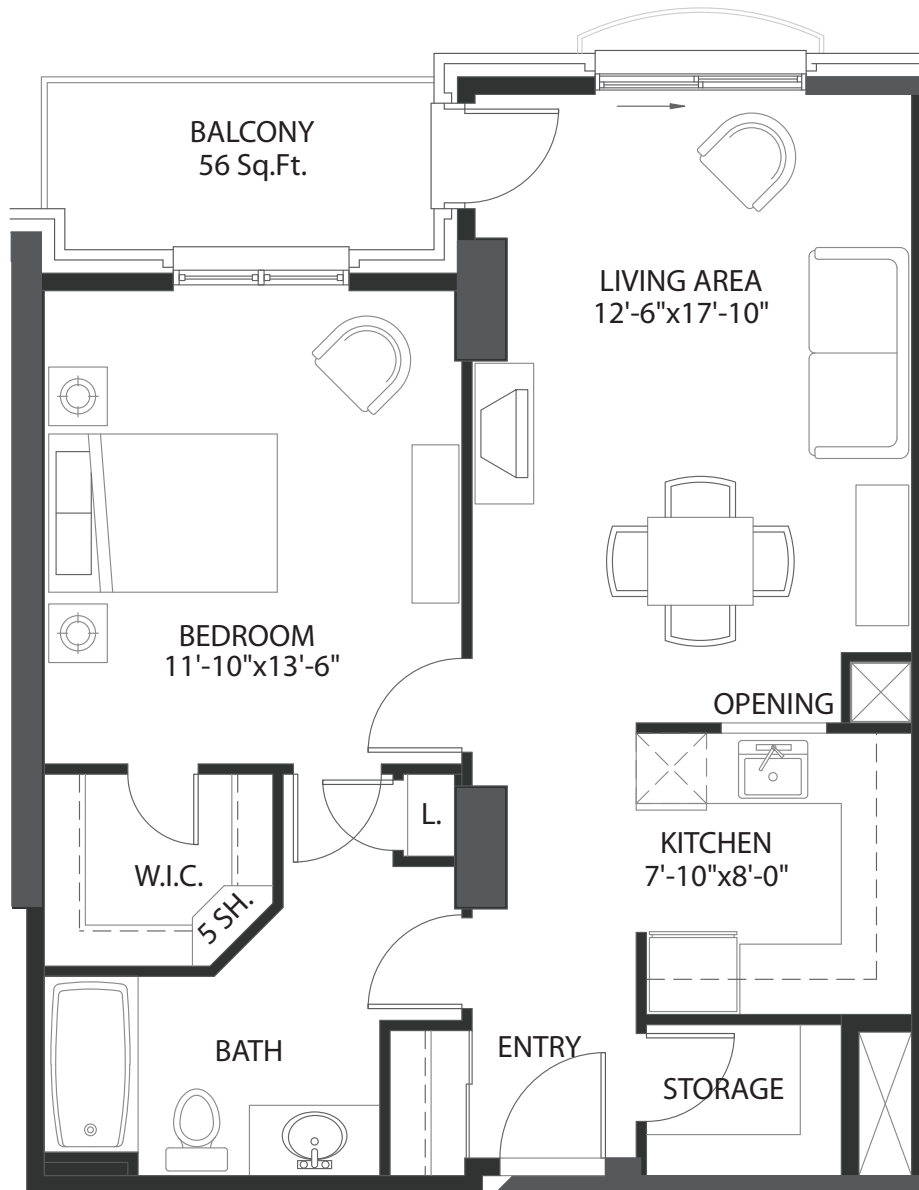 BALCONY
56 Sq.Ft.
LIVING AREA
12'-6"x17'-10"
BEDROOM
11'-10"x13'-6"
OPENING
L.
KITCHEN
7'-10"x8'-0"
W.I.C.
5 SH.
BATH
ENTRY
STORAGE